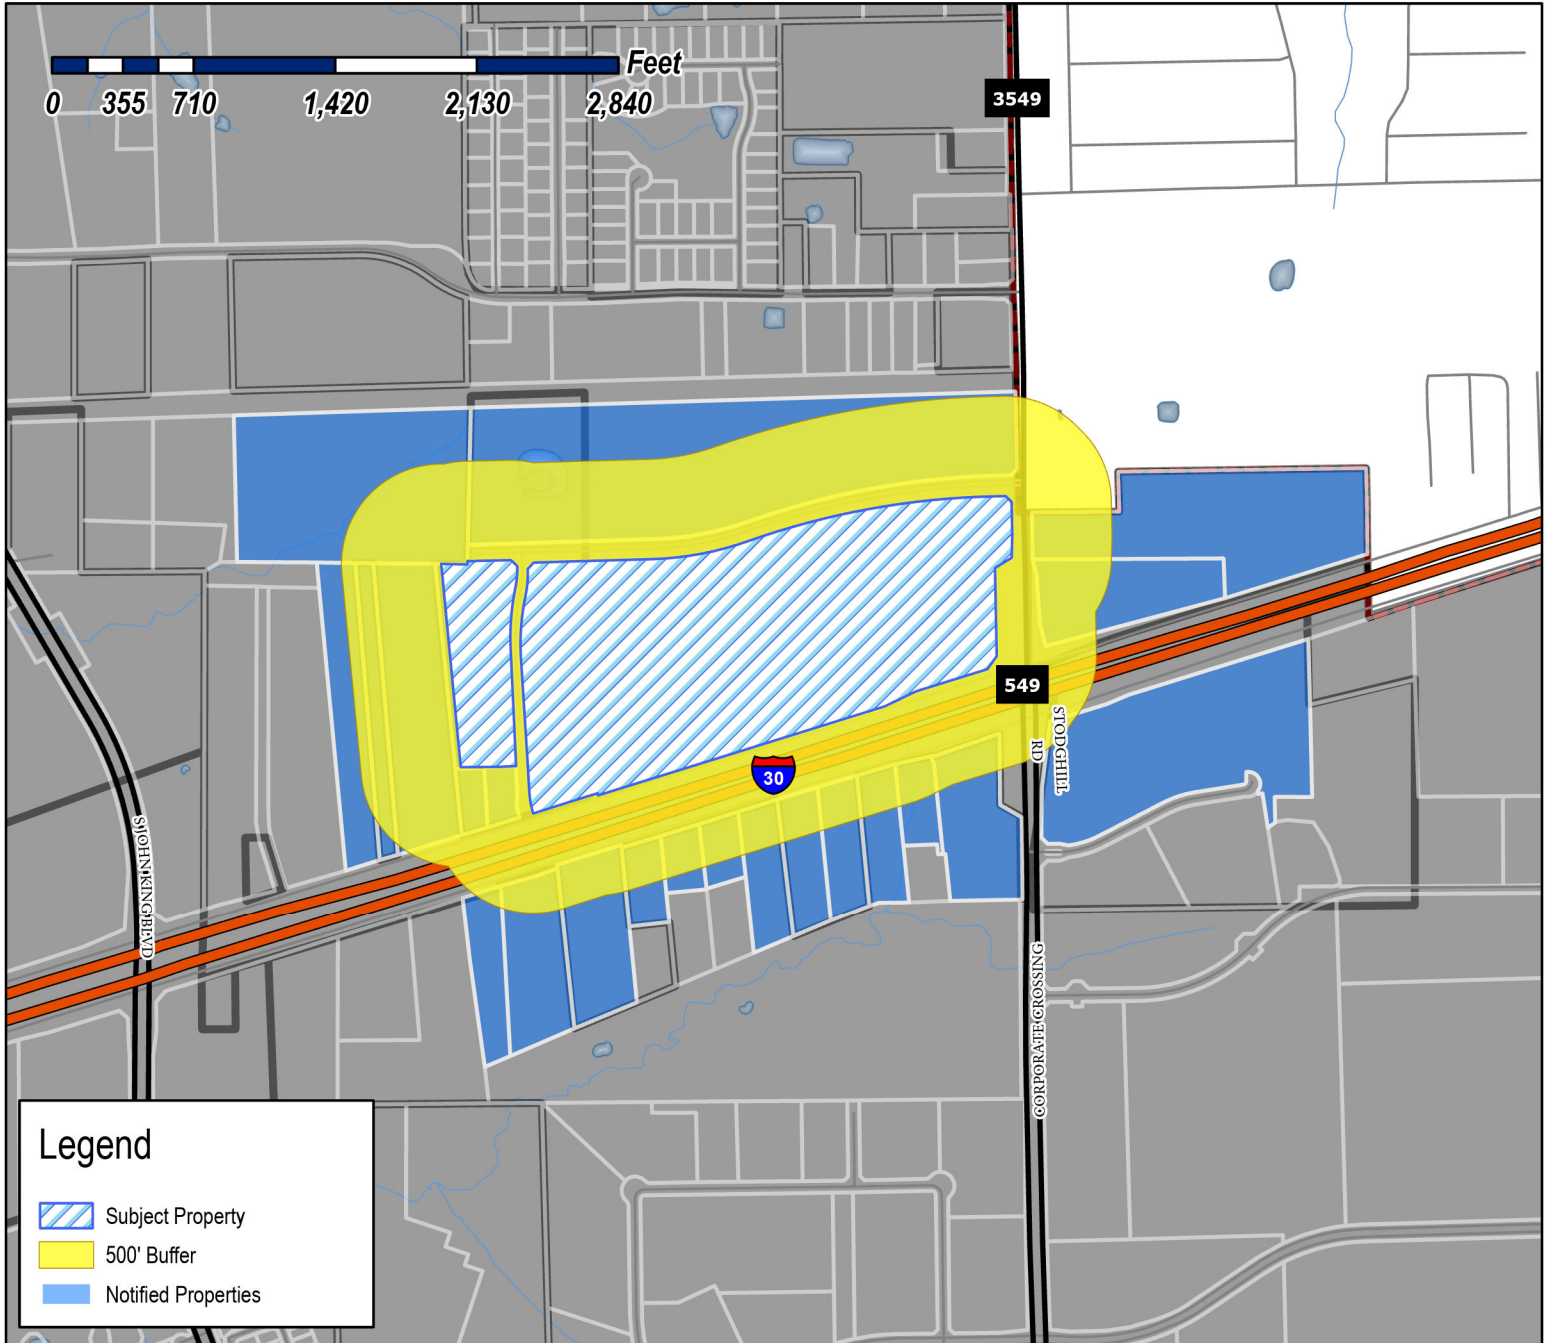 Feet
0 355 710 1,420 2,130 2,840
3549
549
STODGHILL
RD
30
S JOHN KING BLVD
CORPORATE CROSSING
Legend
Subject Property
500' Buffer
Notified Properties